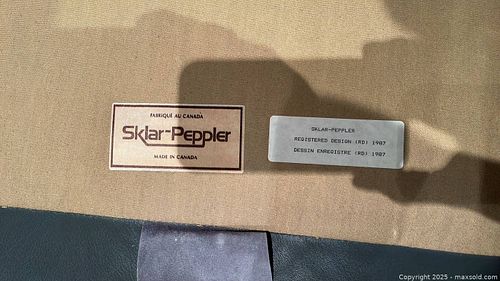 FABRIQUÉ AU CANADA
Sklar-Peppler
MADE IN CANADA
SKLAR-PEPPLER
REGISTERED DESIGN (RD) 1987
DESSIN ENREGISTRE (RD) 1987
Copyright © 2025 - maxsold.com